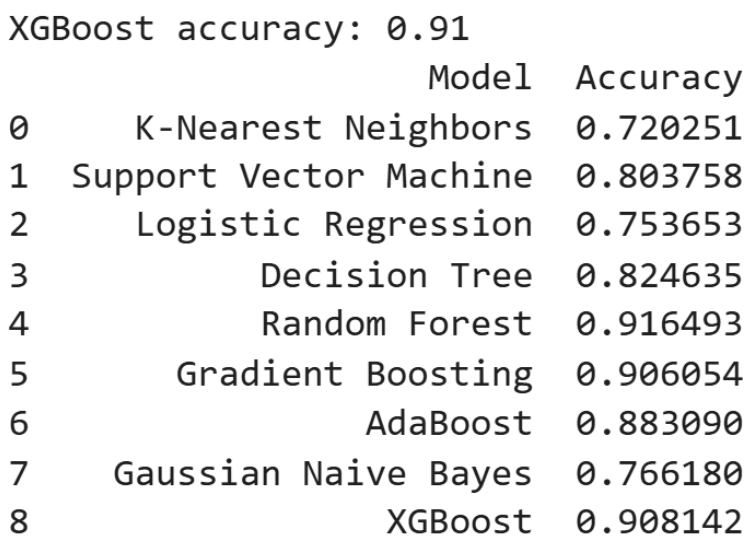 XGBoost accuracy: 0.91
Model Accuracy
0 K-Nearest Neighbors 0.720251
1 Support Vector Machine 0.803758
2 Logistic Regression 0.753653
3 Decision Tree 0.824635
4 Random Forest 0.916493
5 Gradient Boosting 0.906054
6 AdaBoost 0.883090
7 Gaussian Naive Bayes 0.766180
8 XGBoost 0.908142